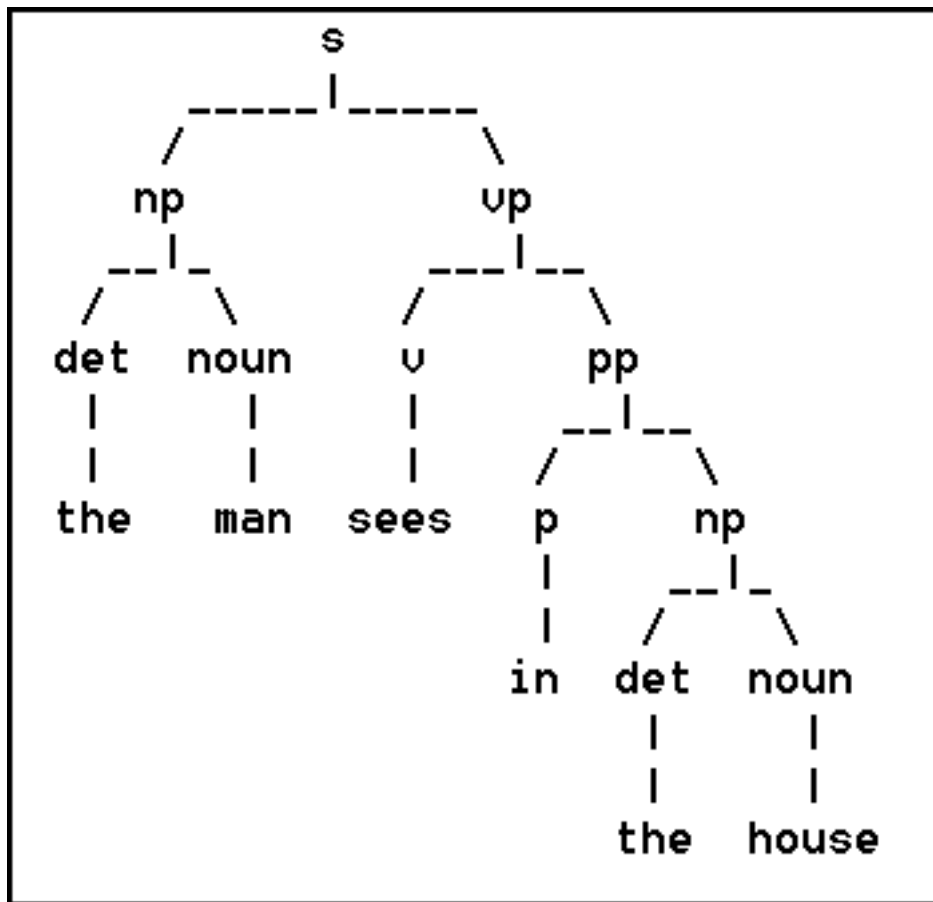 s
np vp
det noun v pp
the man sees p np
in det noun
the house